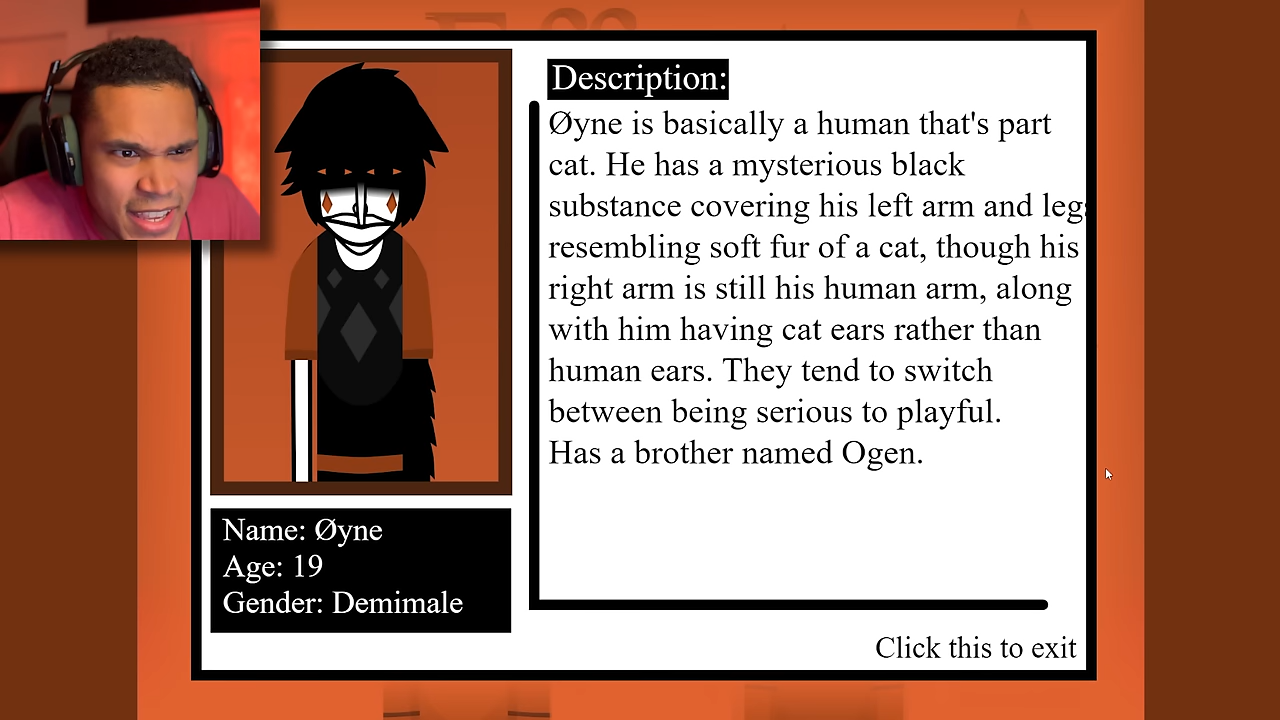 Description:
Øyne is basically a human that's part
cat. He has a mysterious black
substance covering his left arm and legs
resembling soft fur of a cat, though his
right arm is still his human arm, along
with him having cat ears rather than
human ears. They tend to switch
between being serious to playful.
Has a brother named Ogen.
Name: Øyne
Age: 19
Gender: Demimale
Click this to exit